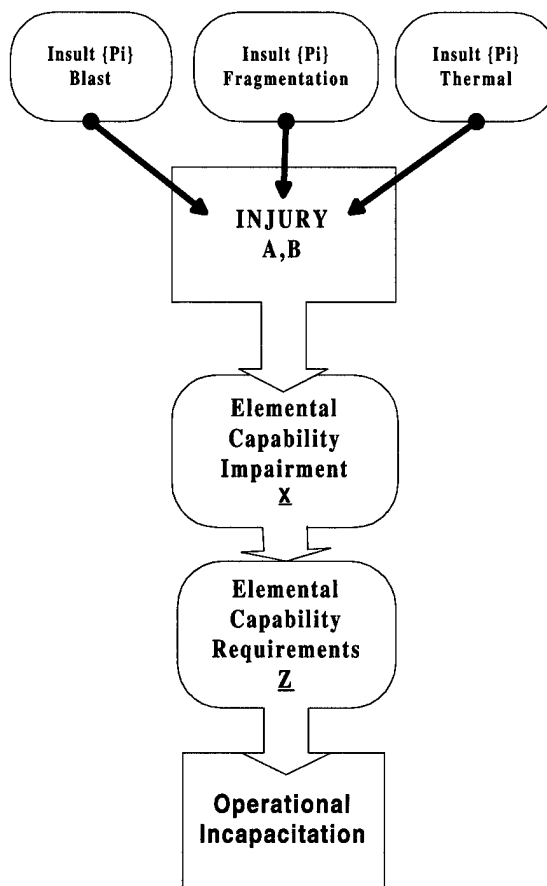 Insult {Pi}
Blast
Insult {Pi}
Fragmentation
Insult {Pi}
Thermal
INJURY
A,B
Elemental
Capability
Impairment
X
Elemental
Capability
Requirements
Z
Operational
Incapacitation